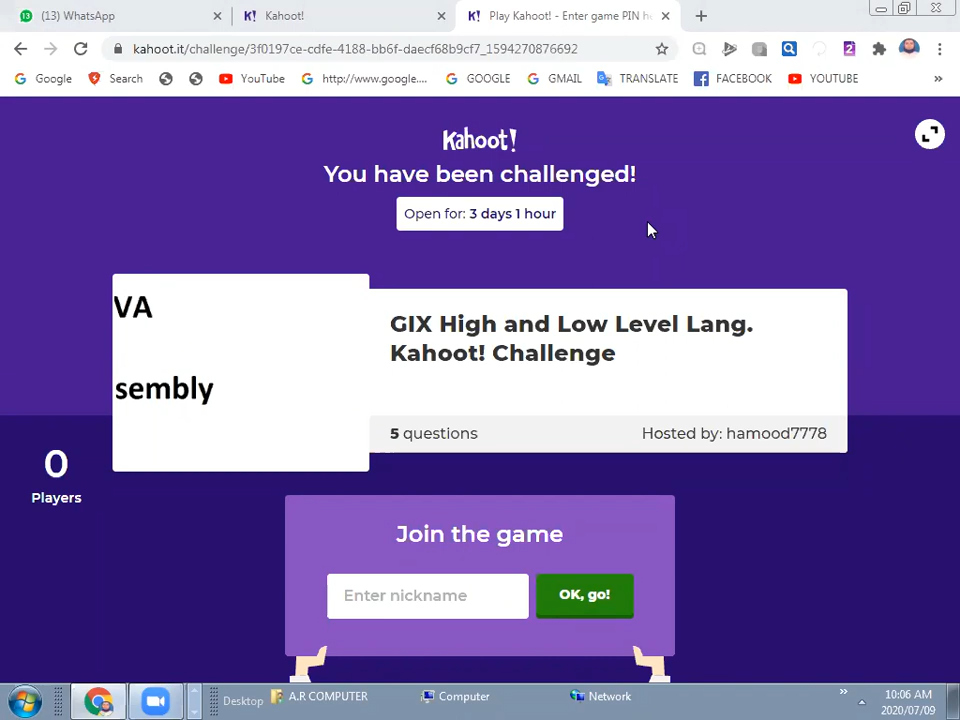 (13) WhatsApp
Kahoot!
Play Kahoot! - Enter game PIN he
kahoot.it/challenge/3f0197ce-cdfe-4188-bb6f-daecf68b9cf7_1594270876692
2
Google
Search
YouTube
http://www.google....
GOOGLE
GMAIL
TRANSLATE
FACEBOOK
YOUTUBE
»
Kahoot!
You have been challenged!
Open for: 3 days 1 hour
VA
sembly
GIX High and Low Level Lang.
Kahoot! Challenge
5 questions
Hosted by: hamood7778
0
Players
Join the game
Enter nickname
OK, go!
Desktop
A.R COMPUTER
Computer
Network
10:06 AM
2020/07/09